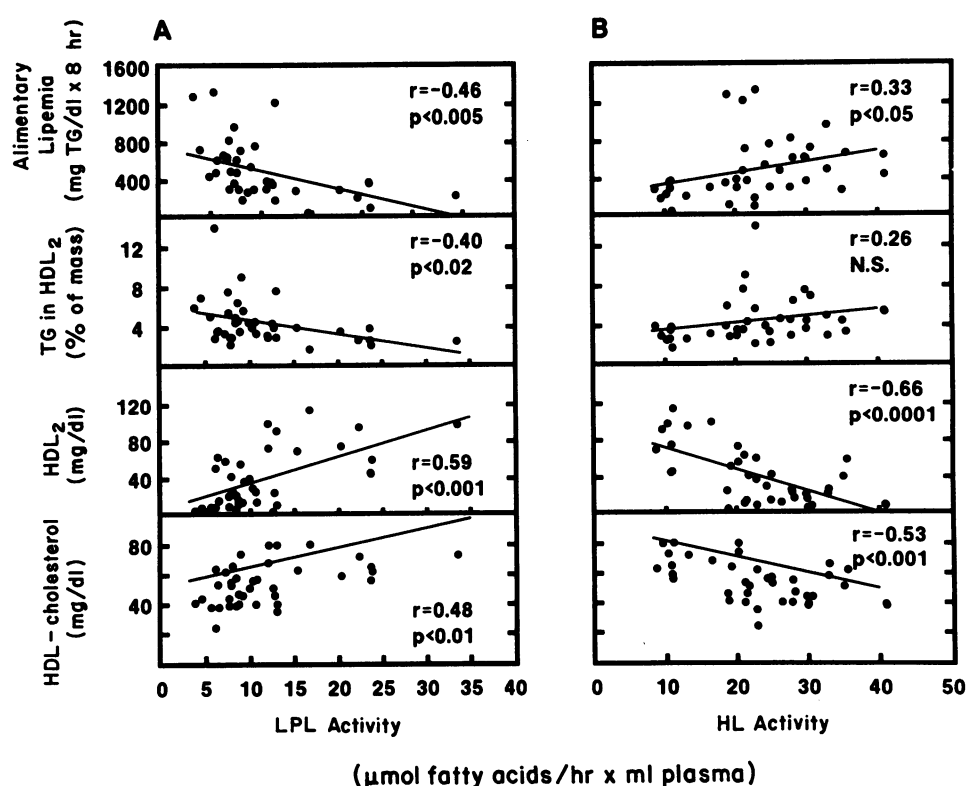 A
B
Alimentary
Lipemia
(mg TG/dl x 8 hr)
1600
1200
800
400
r=-0.46
p<0.005
r=0.33
p<0.05
TG in HDL2
(% of mass)
12
8
4
r=-0.40
p<0.02
r=0.26
N.S.
HDL2
(mg/dl)
120
80
40
r=0.59
p<0.001
r=-0.66
p<0.0001
HDL-cholesterol
(mg/dl)
80
40
r=0.48
p<0.01
r=-0.53
p<0.001
0 5 10 15 20 25 30 35 40
0 10 20 30 40 50
LPL Activity
HL Activity
(μmol fatty acids/hr x ml plasma)